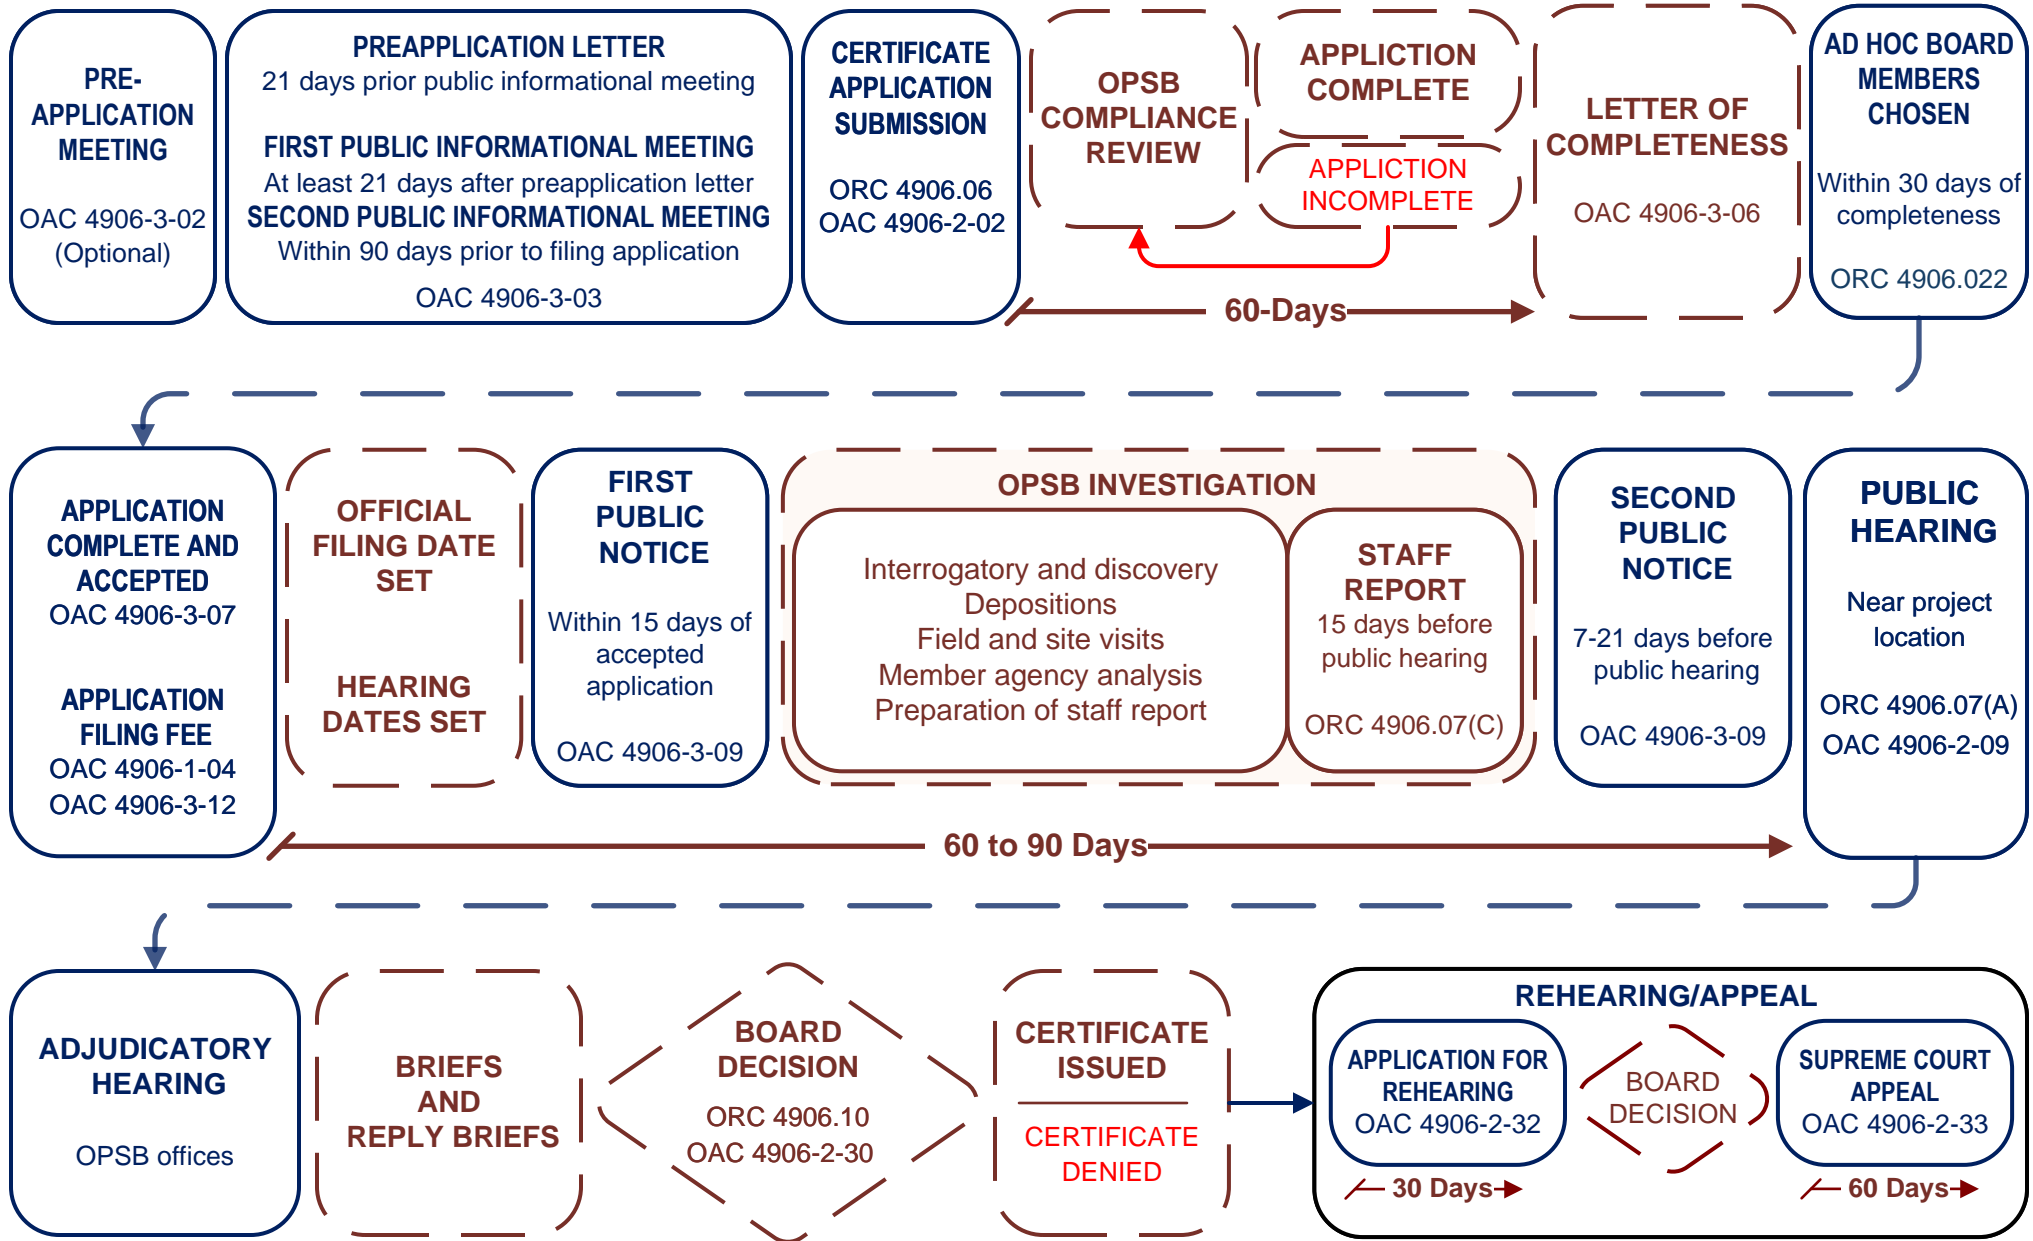 PRE-
APPLICATION
MEETING
OAC 4906-3-02
(Optional)
PREAPPLICATION LETTER
21 days prior public informational meeting
FIRST PUBLIC INFORMATIONAL MEETING
At least 21 days after preapplication letter
SECOND PUBLIC INFORMATIONAL MEETING
Within 90 days prior to filing application
OAC 4906-3-03
CERTIFICATE
APPLICATION
SUBMISSION
ORC 4906.06
OAC 4906-2-02
OPSB
COMPLIANCE
REVIEW
APPLICTION
COMPLETE
APPLICTION
INCOMPLETE
60-Days
LETTER OF
COMPLETENESS
OAC 4906-3-06
AD HOC BOARD
MEMBERS
CHOSEN
Within 30 days of
completeness
ORC 4906.022
APPLICATION
COMPLETE AND
ACCEPTED
OAC 4906-3-07
APPLICATION
FILING FEE
OAC 4906-1-04
OAC 4906-3-12
OFFICIAL
FILING DATE
SET
HEARING
DATES SET
FIRST
PUBLIC
NOTICE
Within 15 days of
accepted
application
OAC 4906-3-09
OPSB INVESTIGATION
Interrogatory and discovery
Depositions
Field and site visits
Member agency analysis
Preparation of staff report
STAFF
REPORT
15 days before
public hearing
ORC 4906.07(C)
SECOND
PUBLIC
NOTICE
7-21 days before
public hearing
OAC 4906-3-09
PUBLIC
HEARING
Near project
location
ORC 4906.07(A)
OAC 4906-2-09
60 to 90 Days
ADJUDICATORY
HEARING
OPSB offices
BRIEFS
AND
REPLY BRIEFS
BOARD
DECISION
ORC 4906.10
OAC 4906-2-30
CERTIFICATE
ISSUED
CERTIFICATE
DENIED
REHEARING/APPEAL
APPLICATION FOR
REHEARING
OAC 4906-2-32
30 Days
BOARD
DECISION
SUPREME COURT
APPEAL
OAC 4906-2-33
60 Days